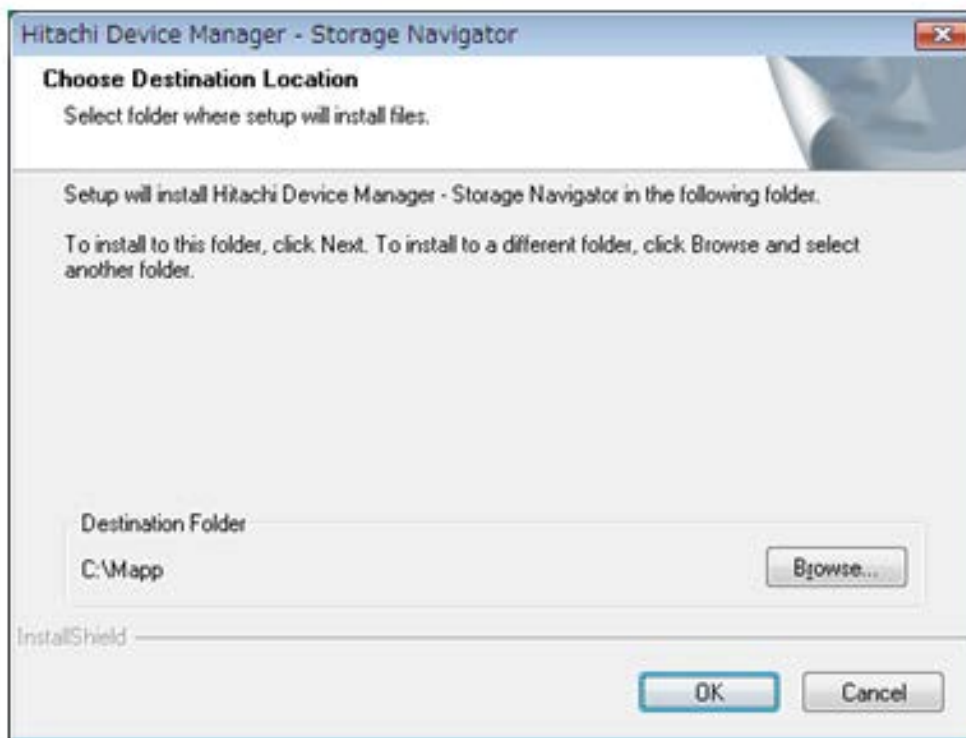 Hitachi Device Manager - Storage Navigator
Choose Destination Location
Select folder where setup will install files.
Setup will install Hitachi Device Manager - Storage Navigator in the following folder.
To install to this folder, click Next. To install to a different folder, click Browse and select
another folder.
Destination Folder
C:\Mapp
Browse...
InstallShield
OK
Cancel